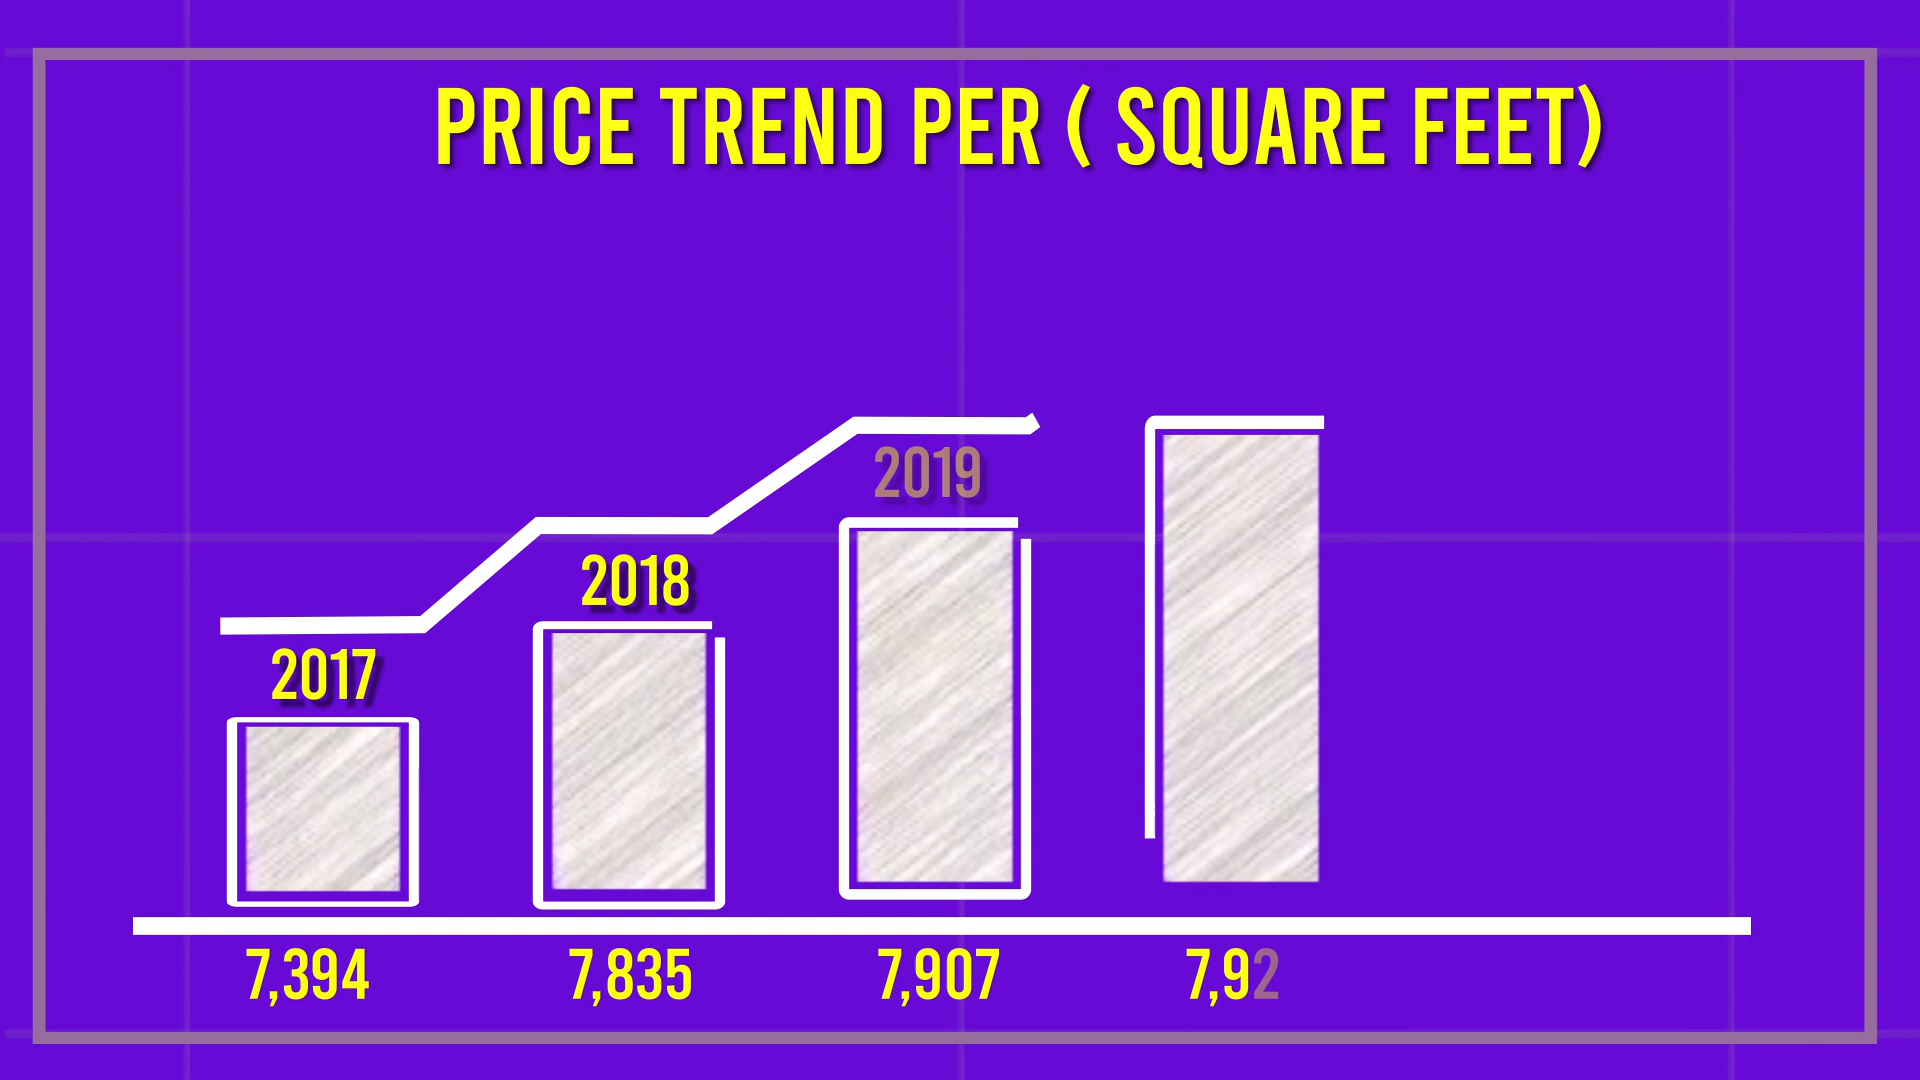 PRICE TREND PER ( SQUARE FEET)
2019
2018
2017
7,394 7,835 7,907 7,92